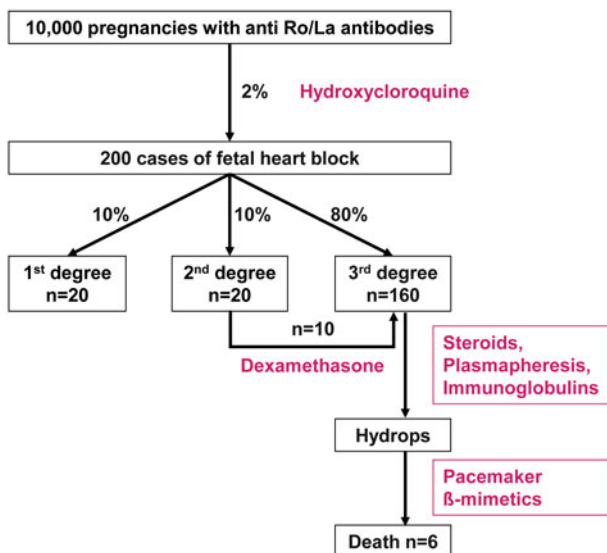 10,000 pregnancies with anti Ro/La antibodies
2% Hydroxycloroquine
200 cases of fetal heart block
10% 10% 80%
1st degree
n=20
2nd degree
n=20
3rd degree
n=160
n=10
Dexamethasone
Steroids,
Plasmapheresis,
Immunoglobulins
Hydrops
Pacemaker
ß-mimetics
Death n=6